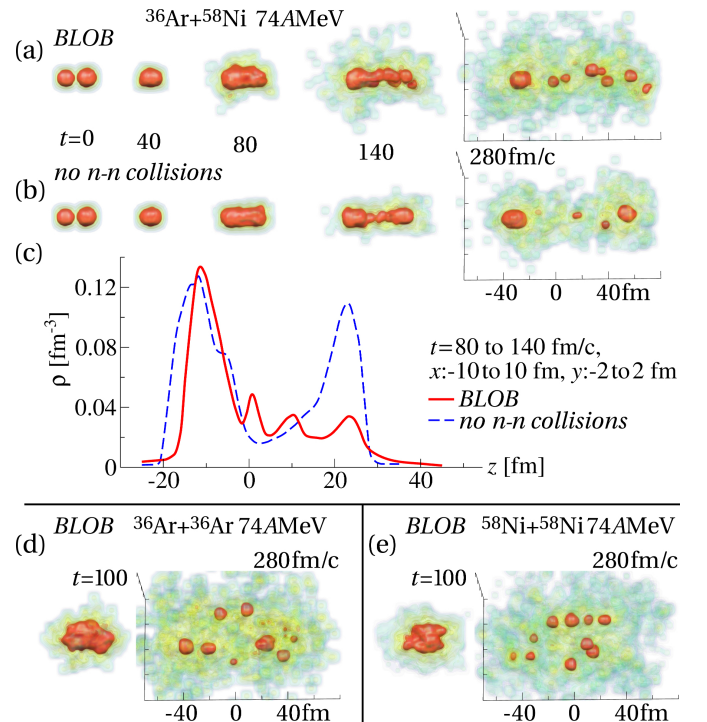 ³⁶Ar+⁵⁸Ni 74AMeV
(a) BLOB
t=0 40 80 140 280fm/c
no n-n collisions
(b)
-40 0 40fm
(c)
0.12
0.08
0.04
0
ρ [fm⁻³]
-20 0 20 40 z [fm]
t=80 to 140 fm/c,
x:-10 to 10 fm, y:-2 to 2 fm
BLOB
no n-n collisions
(d) BLOB ³⁶Ar+³⁶Ar 74AMeV
280fm/c
t=100
-40 0 40fm
(e) BLOB ⁵⁸Ni+⁵⁸Ni 74AMeV
280fm/c
t=100
-40 0 40fm